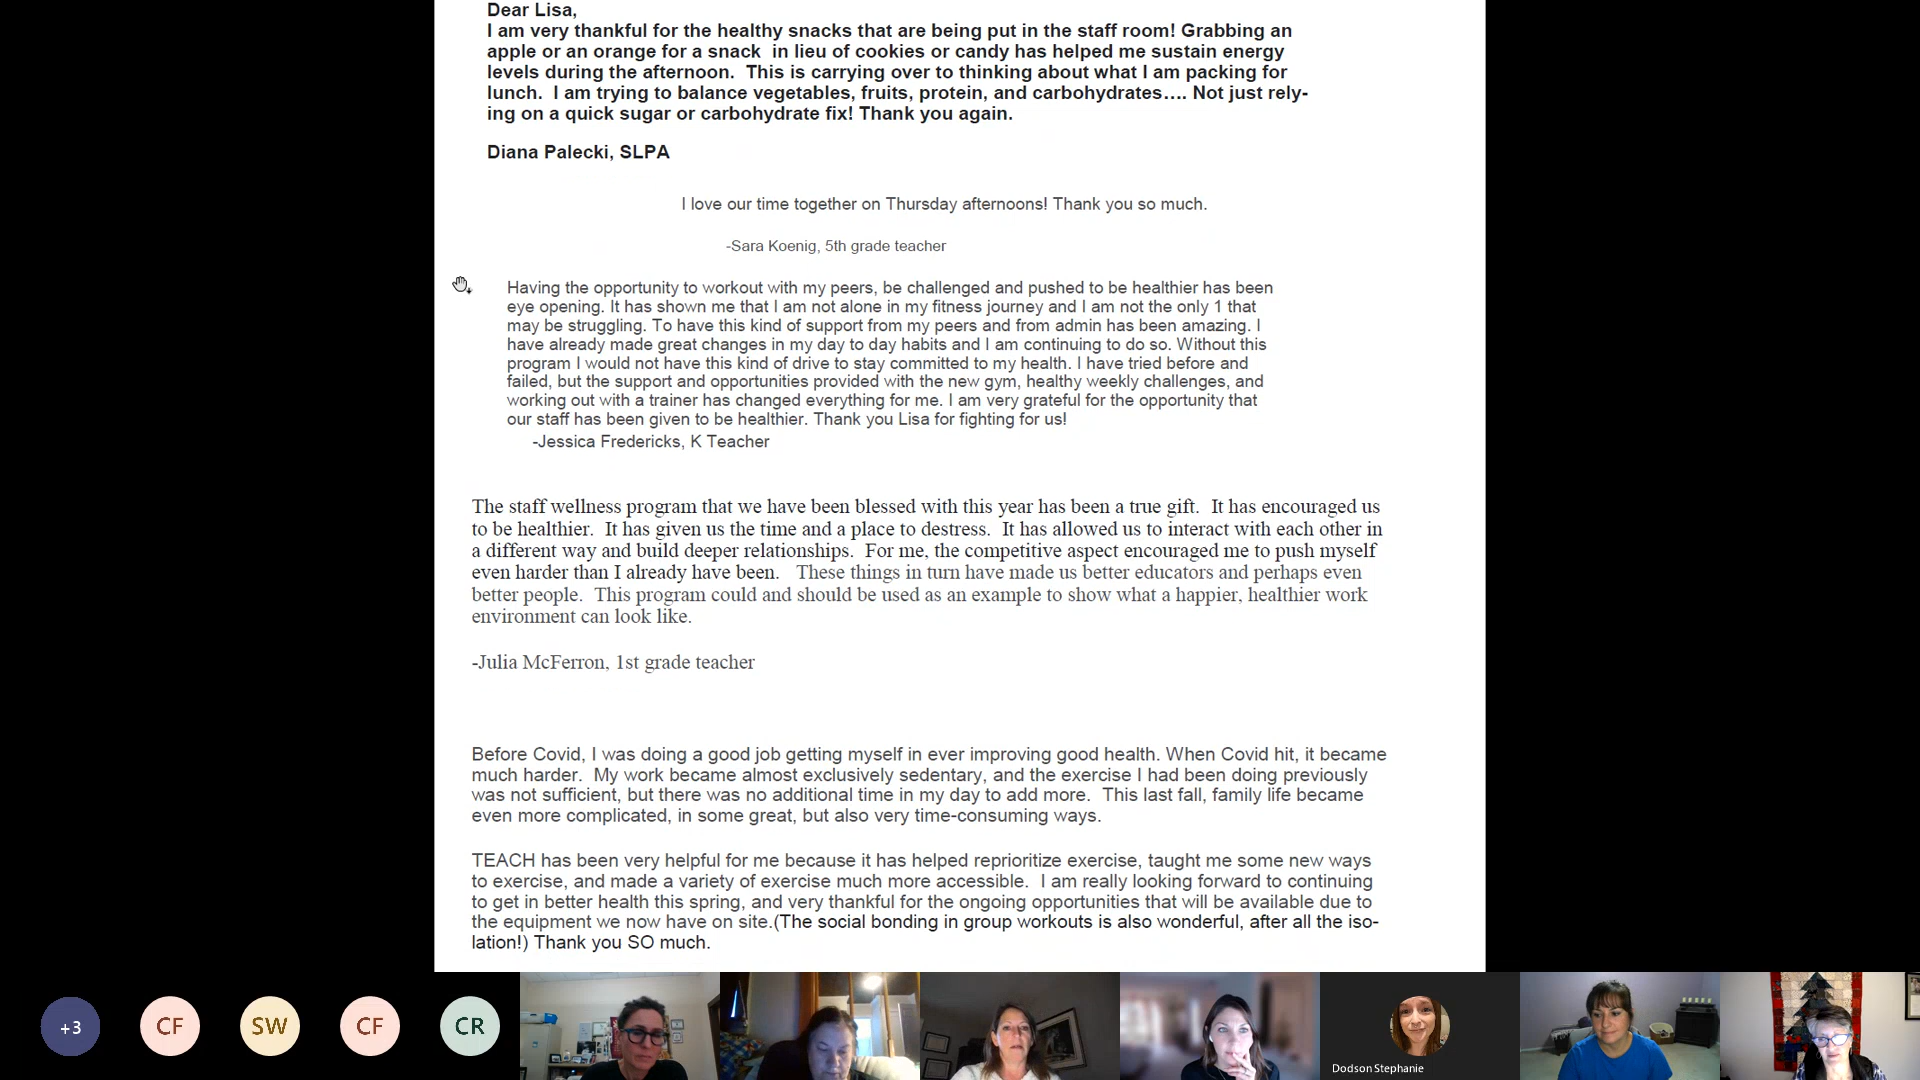 Dear Lisa,
I am very thankful for the healthy snacks that are being put in the staff room! Grabbing an
apple or an orange for a snack  in lieu of cookies or candy has helped me sustain energy
levels during the afternoon.  This is carrying over to thinking about what I am packing for
lunch.  I am trying to balance vegetables, fruits, protein, and carbohydrates…. Not just rely-
ing on a quick sugar or carbohydrate fix! Thank you again.
Diana Palecki, SLPA
I love our time together on Thursday afternoons! Thank you so much.
-Sara Koenig, 5th grade teacher
Having the opportunity to workout with my peers, be challenged and pushed to be healthier has been
eye opening. It has shown me that I am not alone in my fitness journey and I am not the only 1 that
may be struggling. To have this kind of support from my peers and from admin has been amazing. I
have already made great changes in my day to day habits and I am continuing to do so. Without this
program I would not have this kind of drive to stay committed to my health. I have tried before and
failed, but the support and opportunities provided with the new gym, healthy weekly challenges, and
working out with a trainer has changed everything for me. I am very grateful for the opportunity that
our staff has been given to be healthier. Thank you Lisa for fighting for us!
-Jessica Fredericks, K Teacher
The staff wellness program that we have been blessed with this year has been a true gift.  It has encouraged us
to be healthier.  It has given us the time and a place to destress.  It has allowed us to interact with each other in
a different way and build deeper relationships.  For me, the competitive aspect encouraged me to push myself
even harder than I already have been.   These things in turn have made us better educators and perhaps even
better people.  This program could and should be used as an example to show what a happier, healthier work
environment can look like.
-Julia McFerron, 1st grade teacher
Before Covid, I was doing a good job getting myself in ever improving good health. When Covid hit, it became
much harder.  My work became almost exclusively sedentary, and the exercise I had been doing previously
was not sufficient, but there was no additional time in my day to add more.  This last fall, family life became
even more complicated, in some great, but also very time-consuming ways.
TEACH has been very helpful for me because it has helped reprioritize exercise, taught me some new ways
to exercise, and made a variety of exercise much more accessible.  I am really looking forward to continuing
to get in better health this spring, and very thankful for the ongoing opportunities that will be available due to
the equipment we now have on site.(The social bonding in group workouts is also wonderful, after all the iso-
lation!) Thank you SO much.
+3 CF SW CF CR
Dodson Stephanie